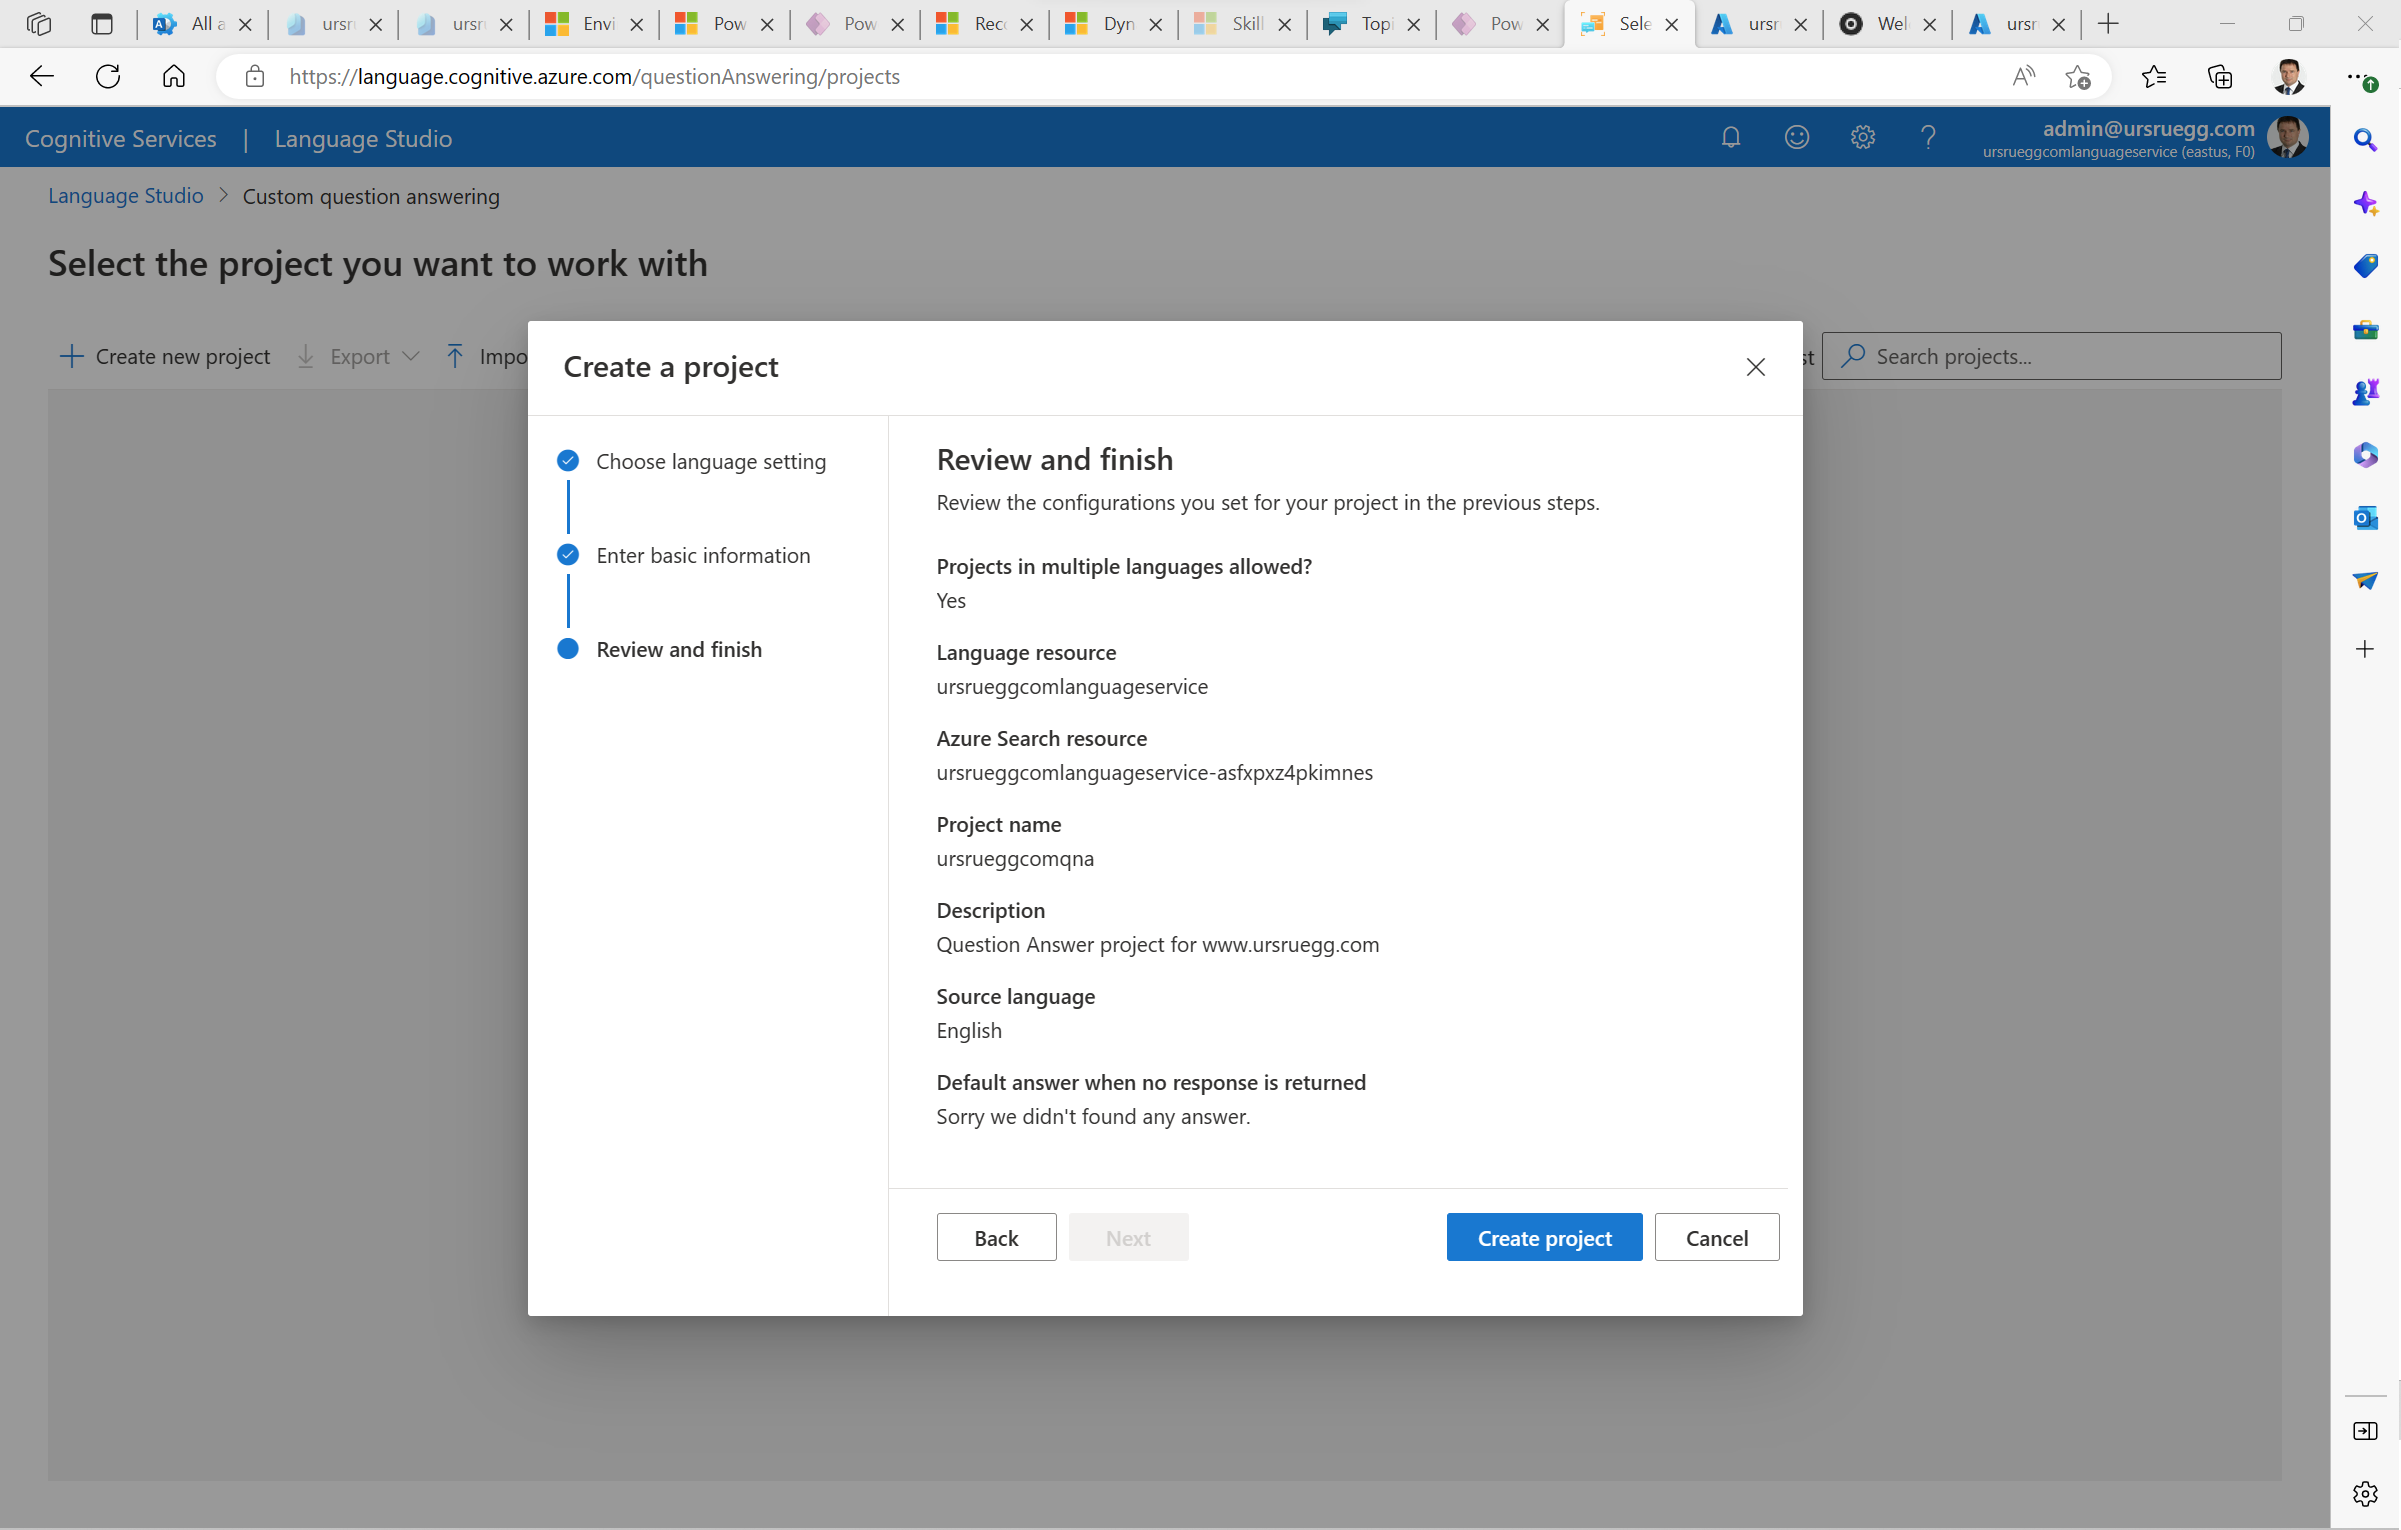 All a
ursr
ursr
Envi
Pow
Pow
Rec
Dyn
Skill
Topi
Pow
Sele
ursr
Wel
ursr
https://language.cognitive.azure.com/questionAnswering/projects
Cognitive Services | Language Studio
admin@ursruegg.com
ursrueggcomlanguageservice (eastus, F0)
Language Studio > Custom question answering
Select the project you want to work with
Create new project
Export
Impo
st
Search projects...
Create a project
Choose language setting
Enter basic information
Review and finish
Review and finish
Review the configurations you set for your project in the previous steps.
Projects in multiple languages allowed?
Yes
Language resource
ursrueggcomlanguageservice
Azure Search resource
ursrueggcomlanguageservice-asfxpxz4pkimnes
Project name
ursrueggcomqna
Description
Question Answer project for www.ursruegg.com
Source language
English
Default answer when no response is returned
Sorry we didn't found any answer.
Back
Next
Create project
Cancel